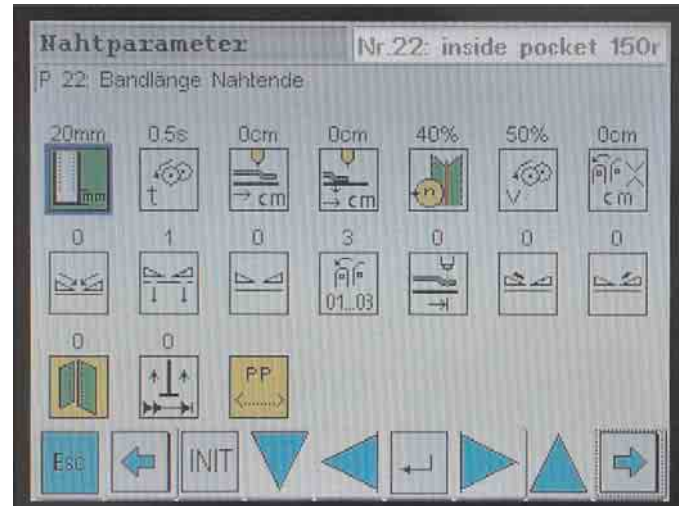 Nahtparameter Nr.22: inside pocket 150r
P 22: Bandlänge Nahtende
20mm 0.5s 0cm 0cm 40% 50% 0cm
mm t → cm → cm n V cm
0 1 0 3 0 0 0
01...03
0 0
PP
Esc INIT